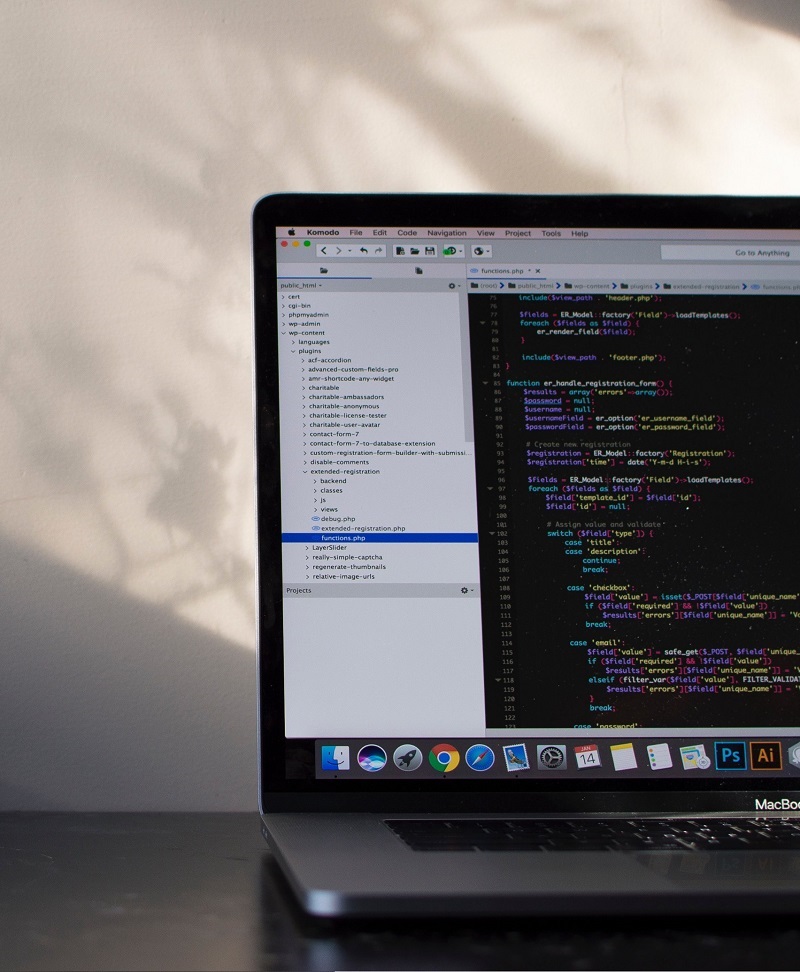 Komodo File Edit Code Navigation View Project Tools Help
Go to Anything
functions.php
public_html
(root) public_html wp-content plugins extended-registration functions.ph
cert
cgi-bin
phpmyadmin
wp-admin
wp-content
languages
plugins
acf-accordion
advanced-custom-fields-pro
amr-shortcode-any-widget
charitable
charitable-ambassadors
charitable-anonymous
charitable-license-tester
charitable-user-avatar
contact-form-7
contact-form-7-to-database-extension
custom-registration-form-builder-with-submissi...
disable-comments
extended-registration
backend
classes
js
views
debug.php
extended-registration.php
functions.php
LayerSlider
really-simple-captcha
regenerate-thumbnails
relative-image-urls
Projects
75 include($view_path . 'header.php');
76
77 $fields = ER_Model::factory('Field')->loadTemplates();
78 foreach ($fields as $field) {
79 er_render_field($field);
80 }
81
82 include($view_path . 'footer.php');
83 }
84
85 function er_handle_registration_form() {
86 $results = array('errors'=>array());
87 $password = null;
88 $username = null;
89 $usernameField = er_option('er_username_field');
90 $passwordField = er_option('er_password_field');
91
92 # Create new registration
93 $registration = ER_Model::factory('Registration');
94 $registration['time'] = date('Y-m-d H-i-s');
95
96 $fields = ER_Model::factory('Field')->loadTemplates();
97 foreach ($fields as $field) {
98 $field['template_id'] = $field['id'];
99 $field['id'] = null;
100
101 # Assign value and validate
102 switch ($field['type']) {
103 case 'title':
104 case 'description':
105 continue;
106 break;
107
108 case 'checkbox':
109 $field['value'] = isset($_POST[$field['unique_name'
110 if ($field['required'] && !$field['value'])
111 $results['errors'][$field['unique_name']] = 'Vo
112 break;
113
114 case 'email':
115 $field['value'] = safe_get($_POST, $field['unique_
116 if ($field['required'] && !$field['value'])
117 $results['errors'][$field['unique_name']] = 'V
118 elseif (filter_var($field['value'], FILTER_VALIDAT
119 $results['errors'][$field['unique_name']] = 'V
120 }
121 break;
122
123 case 'password':
JAN
14
Ps
Ai
MacBoo